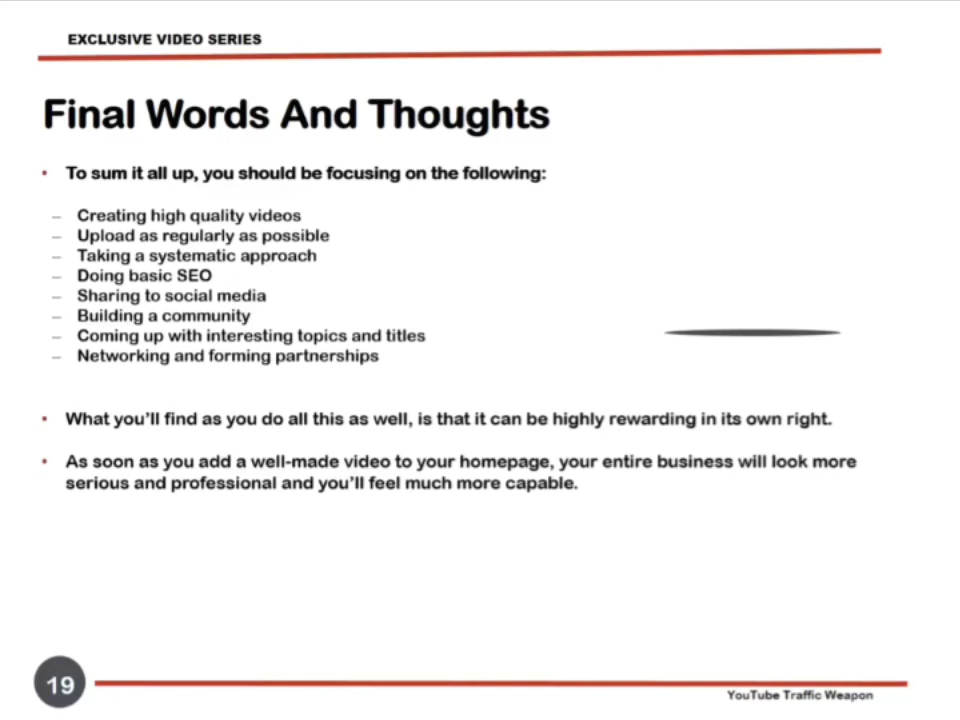 EXCLUSIVE VIDEO SERIES
Final Words And Thoughts
• To sum it all up, you should be focusing on the following:
– Creating high quality videos
– Upload as regularly as possible
– Taking a systematic approach
– Doing basic SEO
– Sharing to social media
– Building a community
– Coming up with interesting topics and titles
– Networking and forming partnerships
• What you'll find as you do all this as well, is that it can be highly rewarding in its own right.
• As soon as you add a well-made video to your homepage, your entire business will look more
serious and professional and you'll feel much more capable.
19
YouTube Traffic Weapon